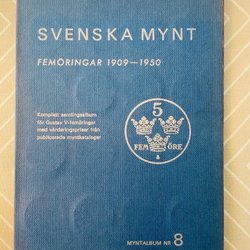 SVENSKA MYNT
FEMÖRINGAR 1909—1950
Komplett samlingsalbum
för Gustav V-femöringar
med värderingspriser från
publicerade myntkataloger
5
FEM ÖRE
MYNTALBUM NR 8